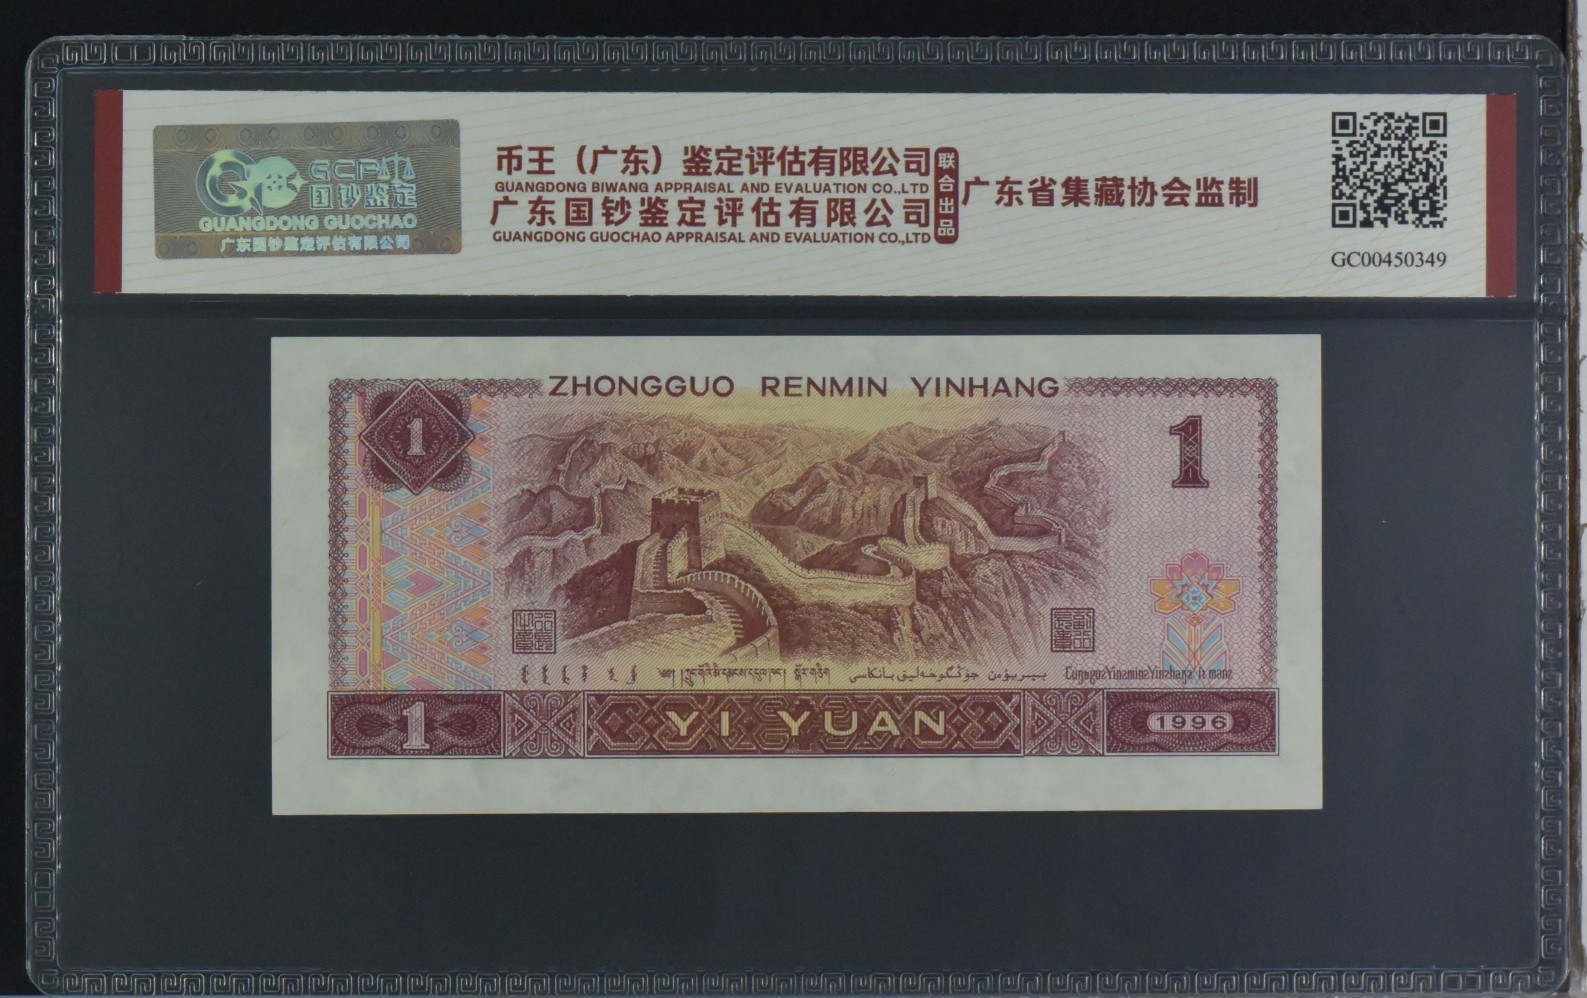 GCP
国钞鉴定
GUANGDONG GUOCHAO
广东国钞鉴定评估有限公司
币王（广东）鉴定评估有限公司
GUANGDONG BIWANG APPRAISAL AND EVALUATION CO.,LTD
广东国钞鉴定评估有限公司
GUANGDONG GUOCHAO APPRAISAL AND EVALUATION CO.,LTD
联合出品
广东省集藏协会监制
GC00450349
ZHONGGUO RENMIN YINHANG
1
1
1 YI YUAN 1996